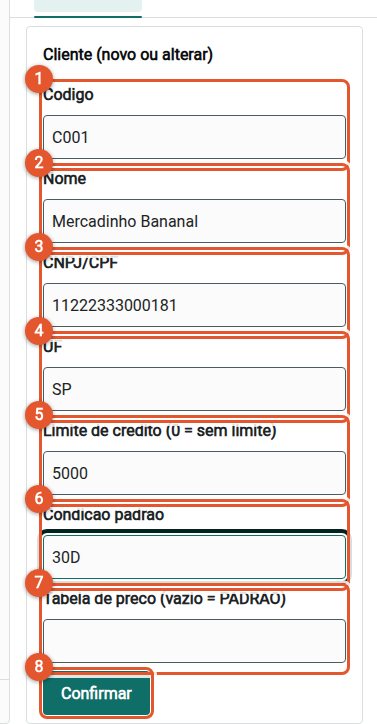 Cliente (novo ou alterar)
1
Codigo
C001
2
Nome
Mercadinho Bananal
3
CNPJ/CPF
11222333000181
4
UF
SP
5
Limite de credito (0 = sem limite)
5000
6
Condicao padrao
30D
7
Tabela de preco (vazio = PADRAO)
8
Confirmar